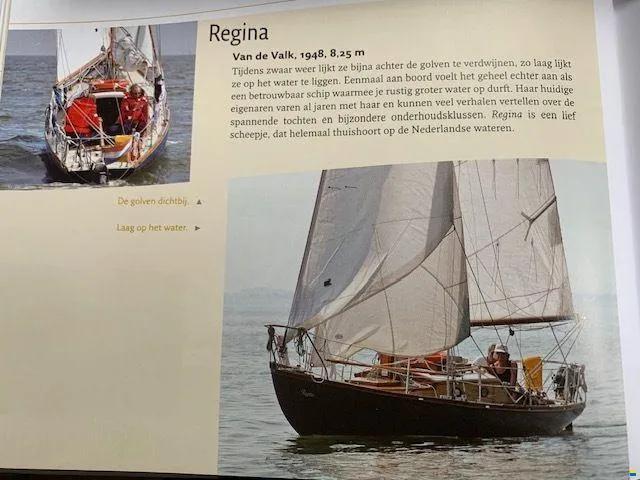 Regina
Van de Valk, 1948, 8,25 m
Tijdens zwaar weer lijkt ze bijna achter de golven te verdwijnen, zo laag lijkt
ze op het water te liggen. Eenmaal aan boord voelt het geheel echter aan als
een betrouwbaar schip waarmee je rustig groter water op durft. Haar huidige
eigenaren varen al jaren met haar en kunnen veel verhalen vertellen over de
spannende tochten en bijzondere onderhoudsklussen. Regina is een lief
scheepje, dat helemaal thuishoort op de Nederlandse wateren.
De golven dichtbij. ▲
Laag op het water. ►